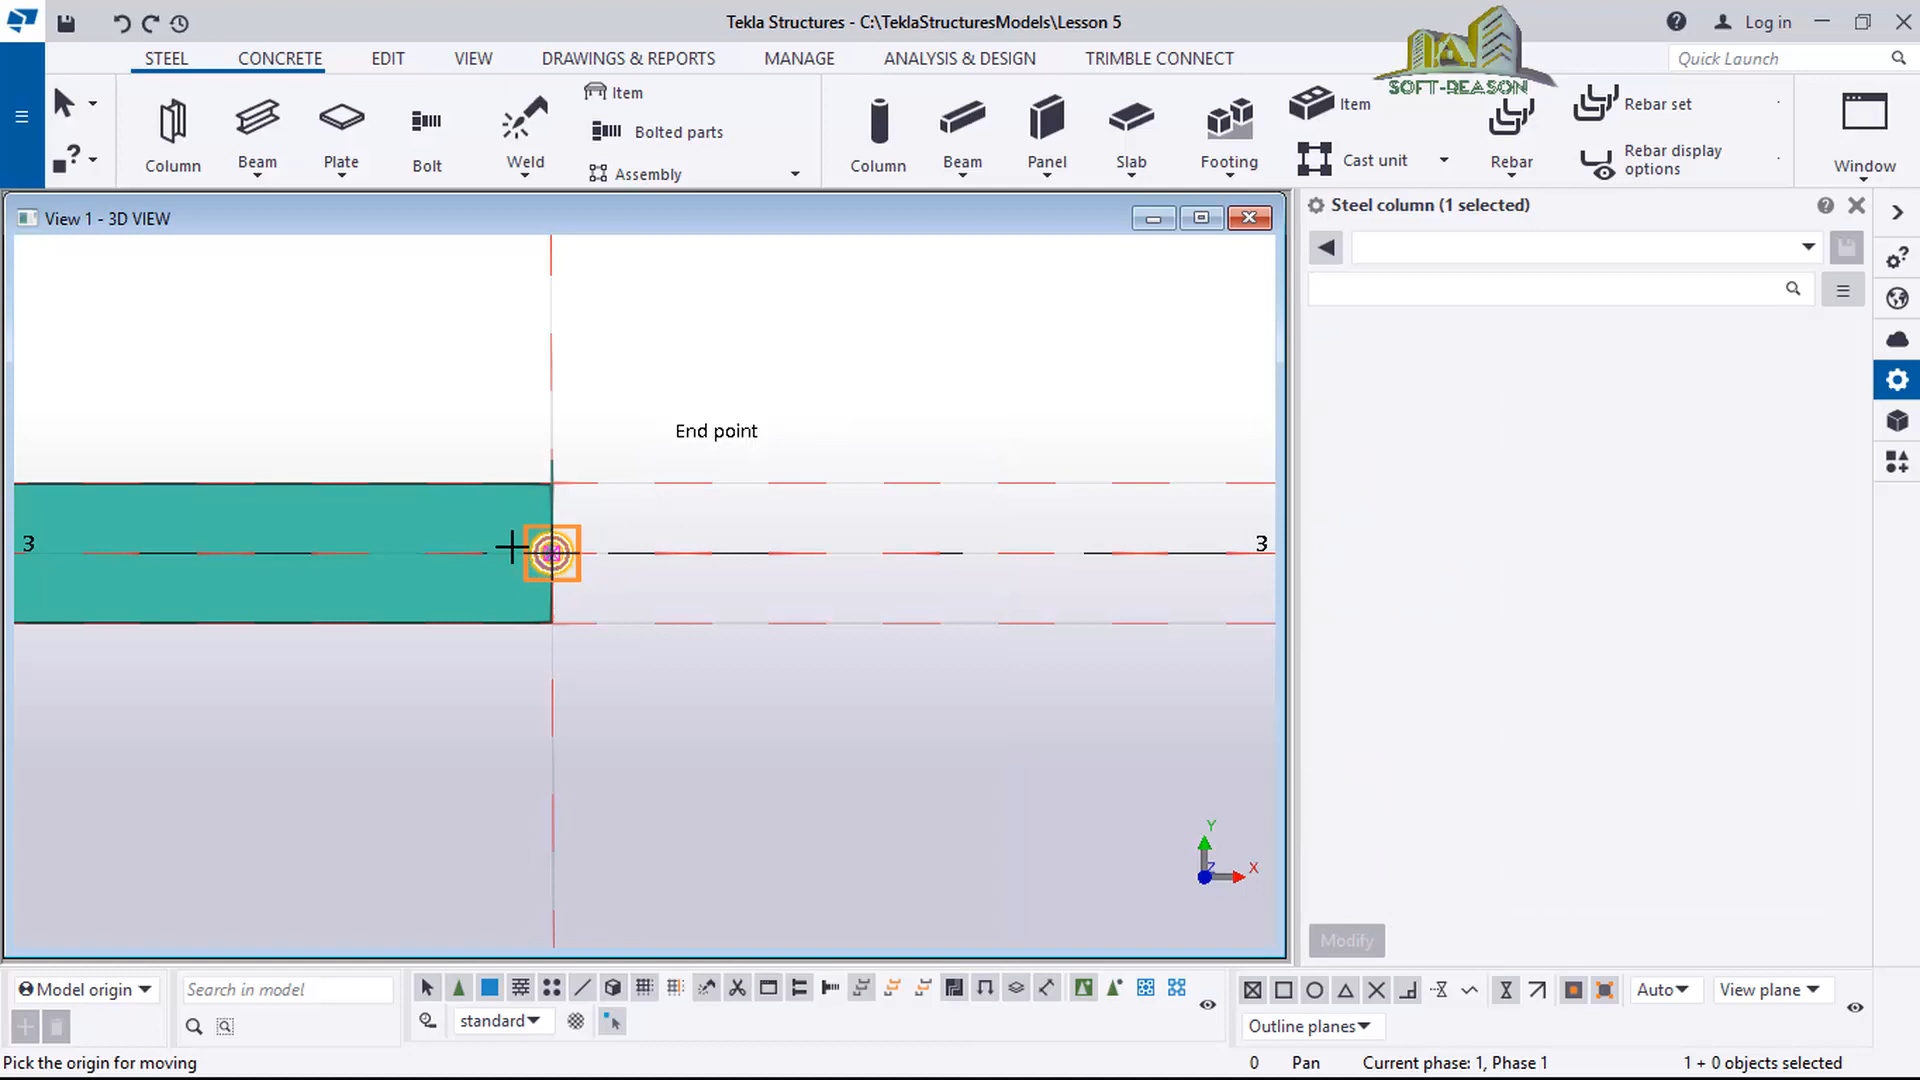 Tekla Structures - C:\TeklaStructuresModels\Lesson 5
Log in
STEEL CONCRETE EDIT VIEW DRAWINGS & REPORTS MANAGE ANALYSIS & DESIGN TRIMBLE CONNECT
Quick Launch
SOFT-REASON
Column Beam Plate Bolt Weld
Item
Bolted parts
Assembly
Column Beam Panel Slab Footing
Item
Cast unit
Rebar
Rebar set
Rebar display options
Window
View 1 - 3D VIEW
Steel column (1 selected)
End point
3
3
Y
Z
X
Modify
Model origin
Search in model
standard
Auto
View plane
Outline planes
Pick the origin for moving
0 Pan Current phase: 1, Phase 1 1 + 0 objects selected